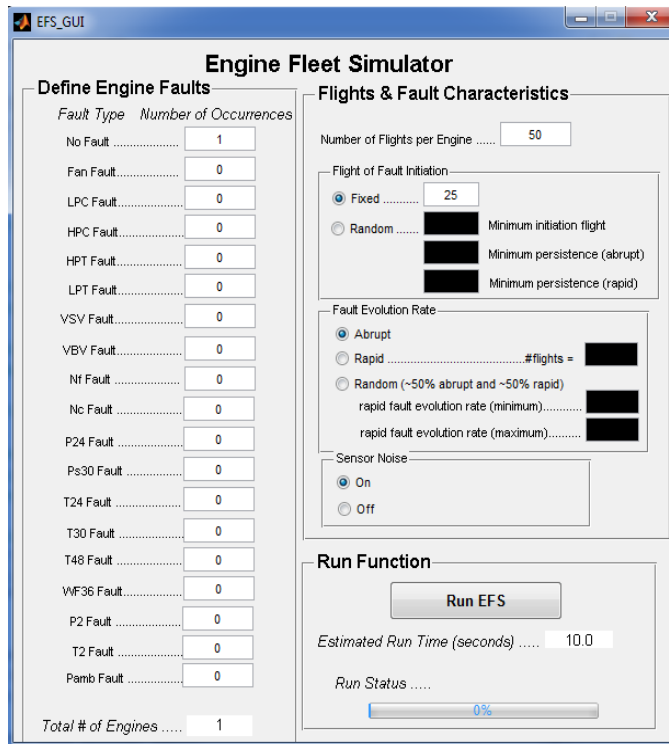 EFS_GUI
Engine Fleet Simulator
Define Engine Faults
Fault Type Number of Occurrences
No Fault ................... 1
Fan Fault................... 0
LPC Fault................... 0
HPC Fault................... 0
HPT Fault................... 0
LPT Fault................... 0
VSV Fault................... 0
VBV Fault................... 0
Nf Fault ................... 0
Nc Fault ................... 0
P24 Fault ................... 0
Ps30 Fault ................... 0
T24 Fault ................... 0
T30 Fault ................... 0
T48 Fault ................... 0
WF36 Fault................... 0
P2 Fault ................... 0
T2 Fault ................... 0
Pamb Fault ................... 0
Total # of Engines ..... 1
Flights & Fault Characteristics
Number of Flights per Engine ...... 50
Flight of Fault Initiation
Fixed ........... 25
Random ....... Minimum initiation flight
Minimum persistence (abrupt)
Minimum persistence (rapid)
Fault Evolution Rate
Abrupt
Rapid ...........................................#flights =
Random (~50% abrupt and ~50% rapid)
rapid fault evolution rate (minimum)............
rapid fault evolution rate (maximum)..........
Sensor Noise
On
Off
Run Function
Run EFS
Estimated Run Time (seconds) ..... 10.0
Run Status .....
0%